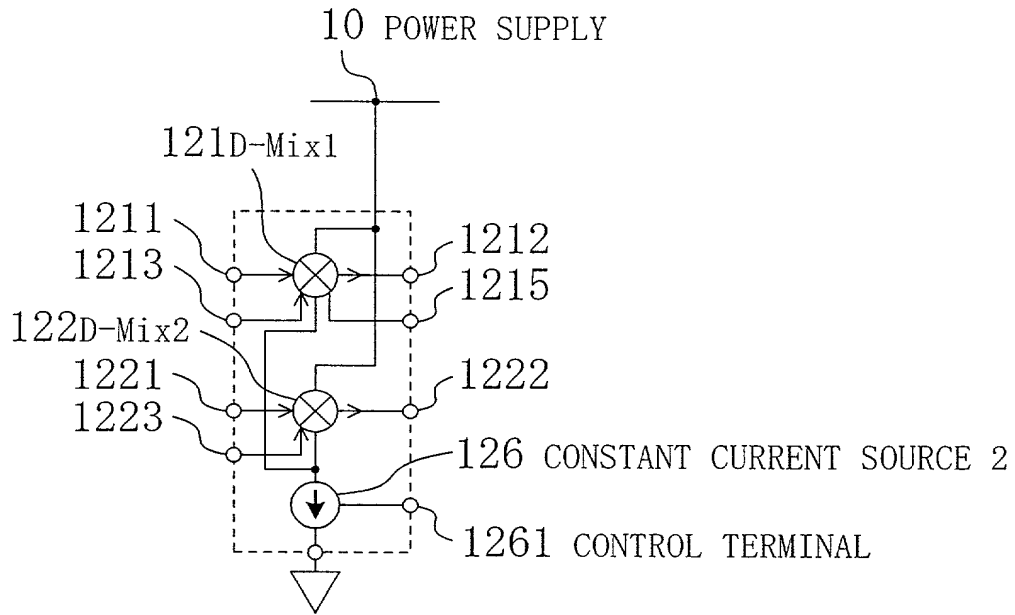 10 POWER SUPPLY
121D-Mix1
1211
1212
1213
1215
122D-Mix2
1221
1222
1223
126 CONSTANT CURRENT SOURCE 2
1261 CONTROL TERMINAL